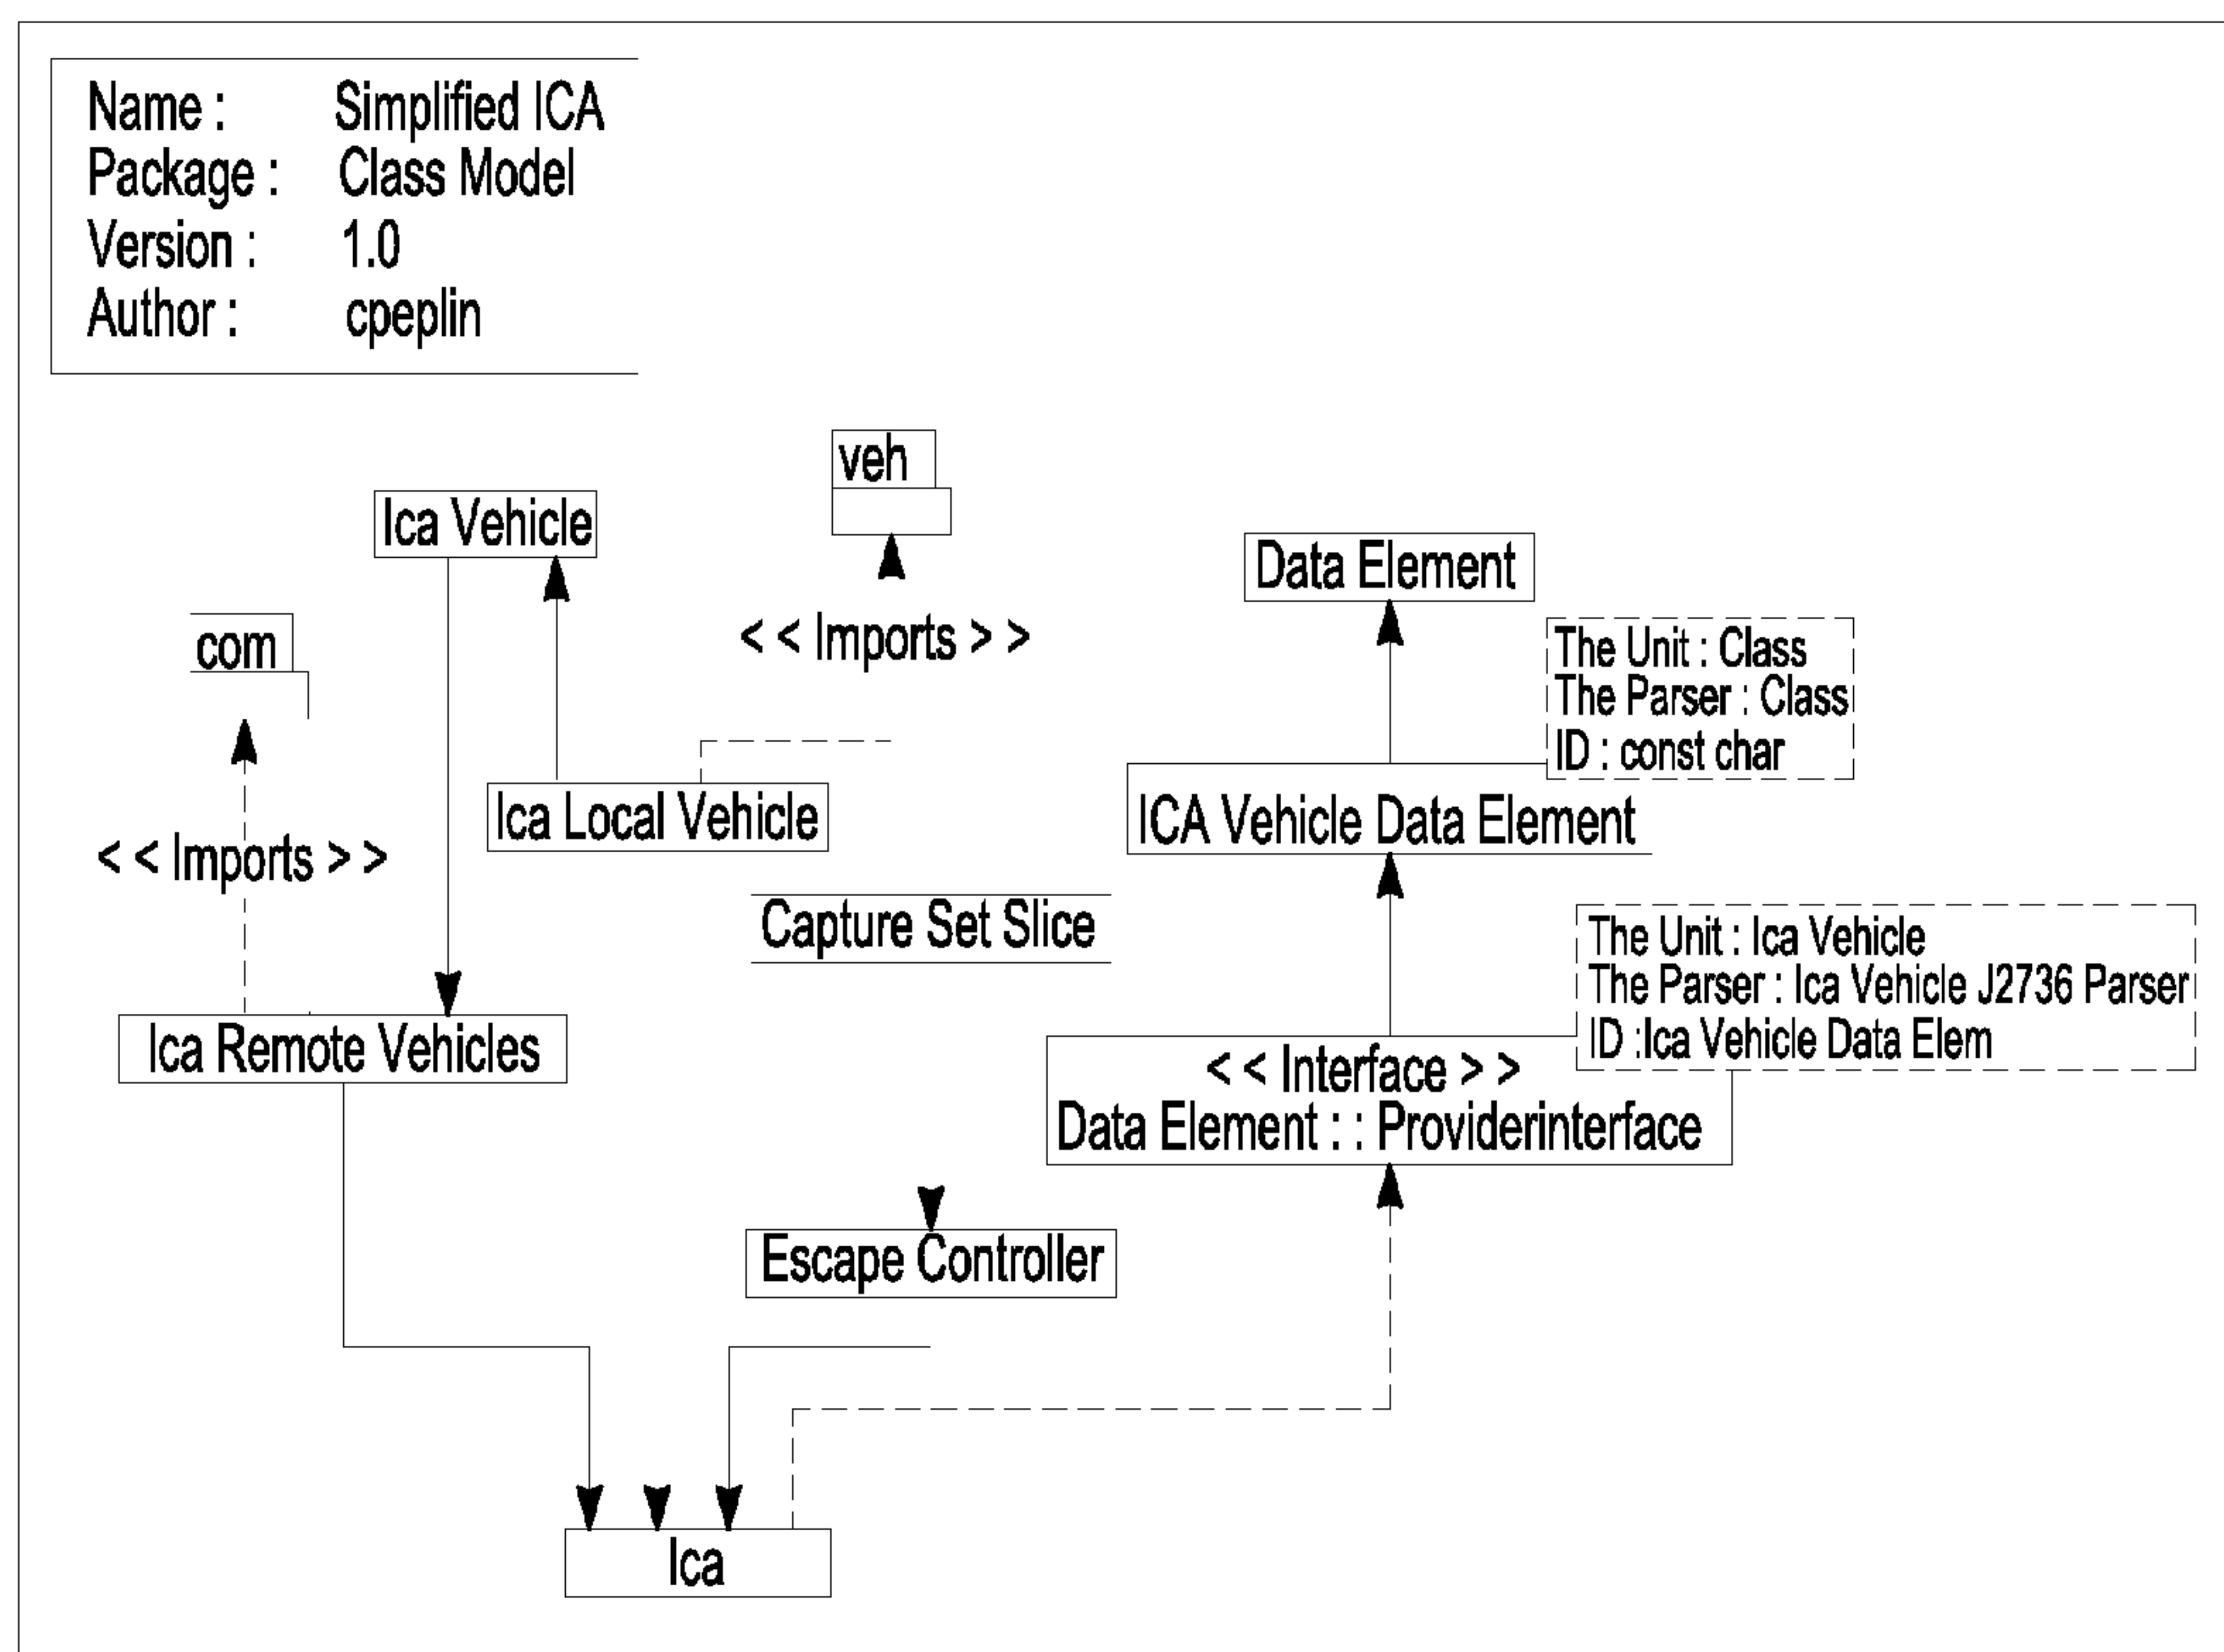 Name : Simplified ICA
Package : Class Model
Version : 1.0
Author : cpeplin
veh
Ica Vehicle
Data Element
< < Imports > >
com
The Unit : Class
The Parser : Class
ID : const char
Ica Local Vehicle
ICA Vehicle Data Element
< < Imports > >
Capture Set Slice
The Unit : Ica Vehicle
The Parser : Ica Vehicle J2736 Parser
ID :Ica Vehicle Data Elem
Ica Remote Vehicles
< < Interface > >
Data Element : : Providerinterface
Escape Controller
Ica